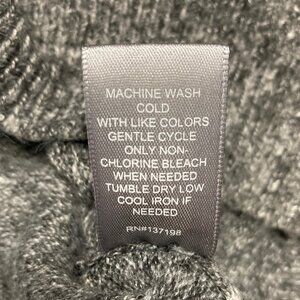 MACHINE WASH
COLD
WITH LIKE COLORS
GENTLE CYCLE
ONLY NON-
CHLORINE BLEACH
WHEN NEEDED
TUMBLE DRY LOW
COOL IRON IF
NEEDED
RN#137198